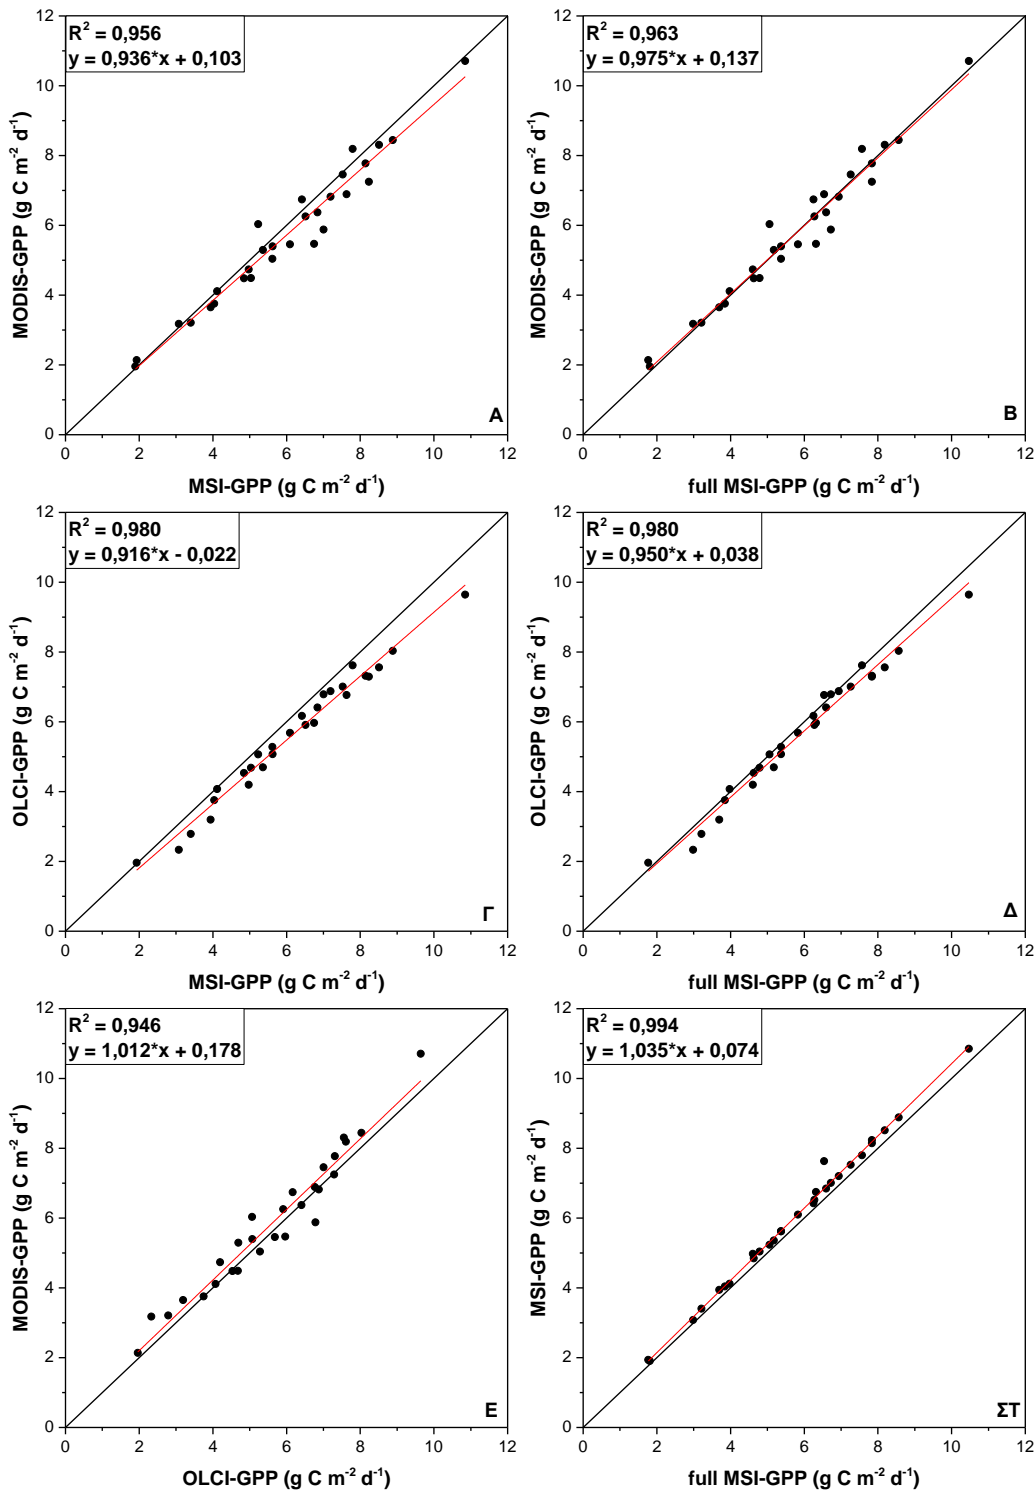 R² = 0,956
y = 0,936*x + 0,103
12
10
8
6
4
2
0
MODIS-GPP (g C m⁻² d⁻¹)
A
0 2 4 6 8 10 12
MSI-GPP (g C m⁻² d⁻¹)
R² = 0,963
y = 0,975*x + 0,137
12
10
8
6
4
2
0
MODIS-GPP (g C m⁻² d⁻¹)
B
0 2 4 6 8 10 12
full MSI-GPP (g C m⁻² d⁻¹)
R² = 0,980
y = 0,916*x - 0,022
12
10
8
6
4
2
0
OLCI-GPP (g C m⁻² d⁻¹)
Γ
0 2 4 6 8 10 12
MSI-GPP (g C m⁻² d⁻¹)
R² = 0,980
y = 0,950*x + 0,038
12
10
8
6
4
2
0
OLCI-GPP (g C m⁻² d⁻¹)
Δ
0 2 4 6 8 10 12
full MSI-GPP (g C m⁻² d⁻¹)
R² = 0,946
y = 1,012*x + 0,178
12
10
8
6
4
2
0
MODIS-GPP (g C m⁻² d⁻¹)
E
0 2 4 6 8 10 12
OLCI-GPP (g C m⁻² d⁻¹)
R² = 0,994
y = 1,035*x + 0,074
12
10
8
6
4
2
0
MSI-GPP (g C m⁻² d⁻¹)
ΣΤ
0 2 4 6 8 10 12
full MSI-GPP (g C m⁻² d⁻¹)